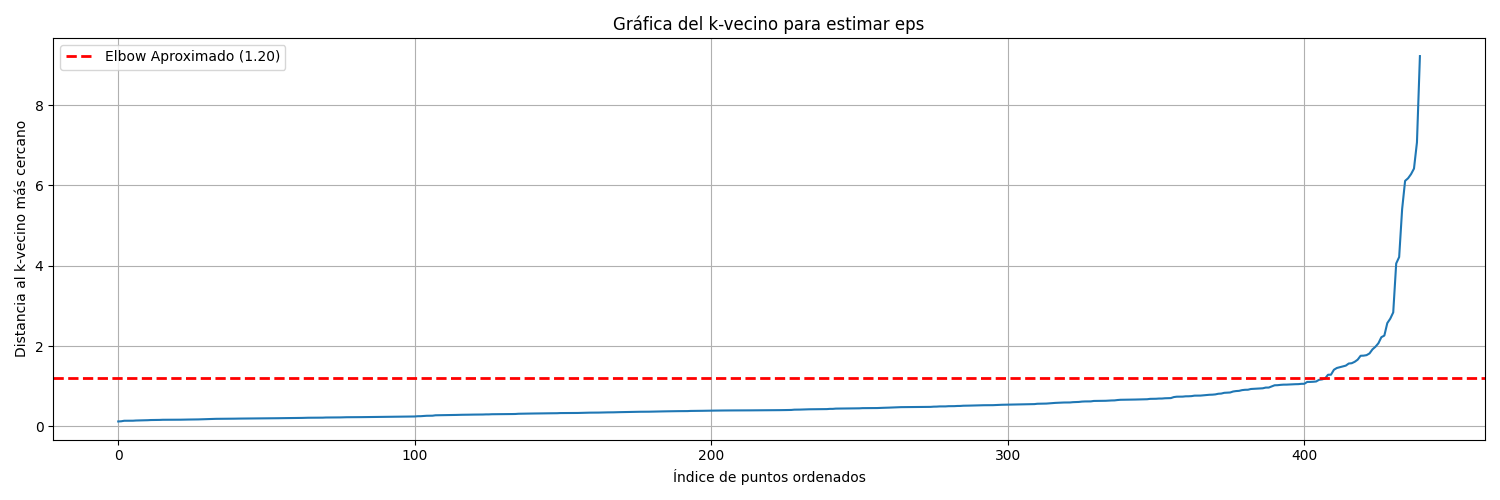 Gráfica del k-vecino para estimar eps
Elbow Aproximado (1.20)
Distancia al k-vecino más cercano
8
6
4
2
0
0 100 200 300 400
Índice de puntos ordenados